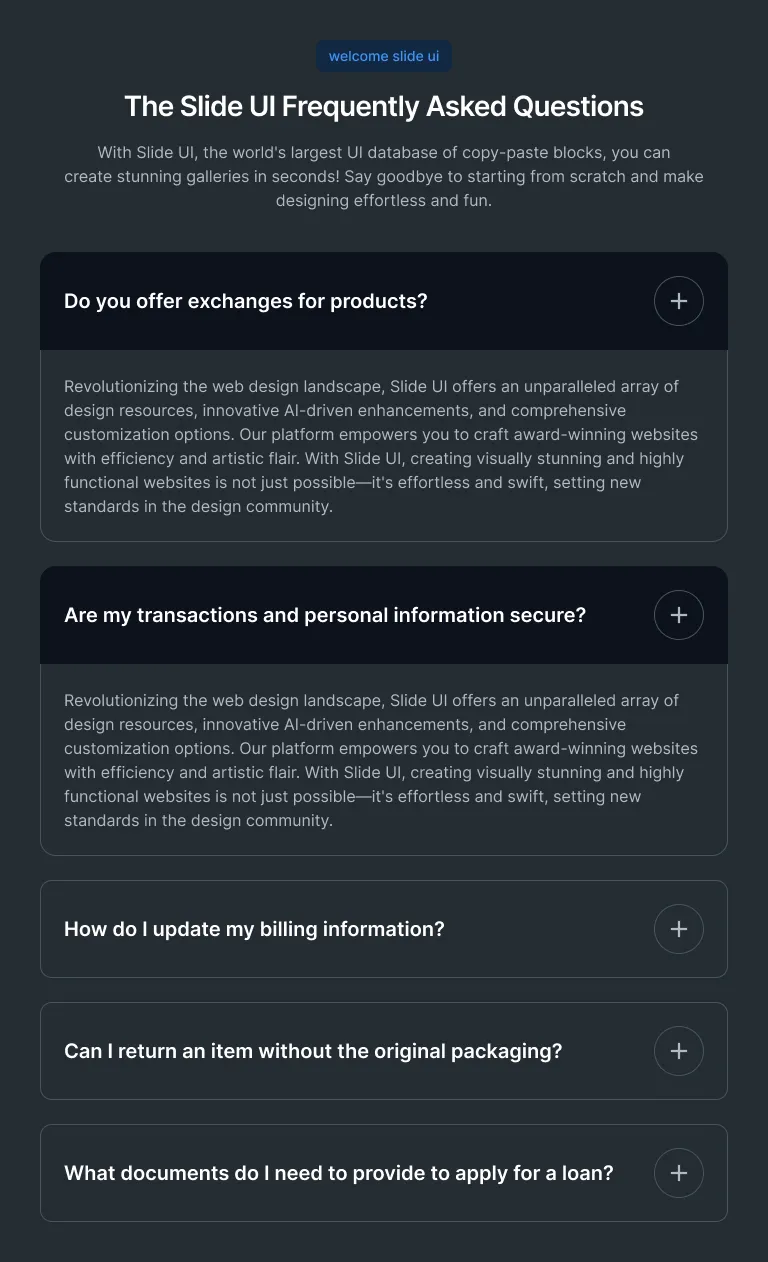 welcome slide ui
The Slide UI Frequently Asked Questions
With Slide UI, the world's largest UI database of copy-paste blocks, you can
create stunning galleries in seconds! Say goodbye to starting from scratch and make
designing effortless and fun.
Do you offer exchanges for products?
Revolutionizing the web design landscape, Slide UI offers an unparalleled array of
design resources, innovative AI-driven enhancements, and comprehensive
customization options. Our platform empowers you to craft award-winning websites
with efficiency and artistic flair. With Slide UI, creating visually stunning and highly
functional websites is not just possible—it's effortless and swift, setting new
standards in the design community.
Are my transactions and personal information secure?
Revolutionizing the web design landscape, Slide UI offers an unparalleled array of
design resources, innovative AI-driven enhancements, and comprehensive
customization options. Our platform empowers you to craft award-winning websites
with efficiency and artistic flair. With Slide UI, creating visually stunning and highly
functional websites is not just possible—it's effortless and swift, setting new
standards in the design community.
How do I update my billing information?
Can I return an item without the original packaging?
What documents do I need to provide to apply for a loan?